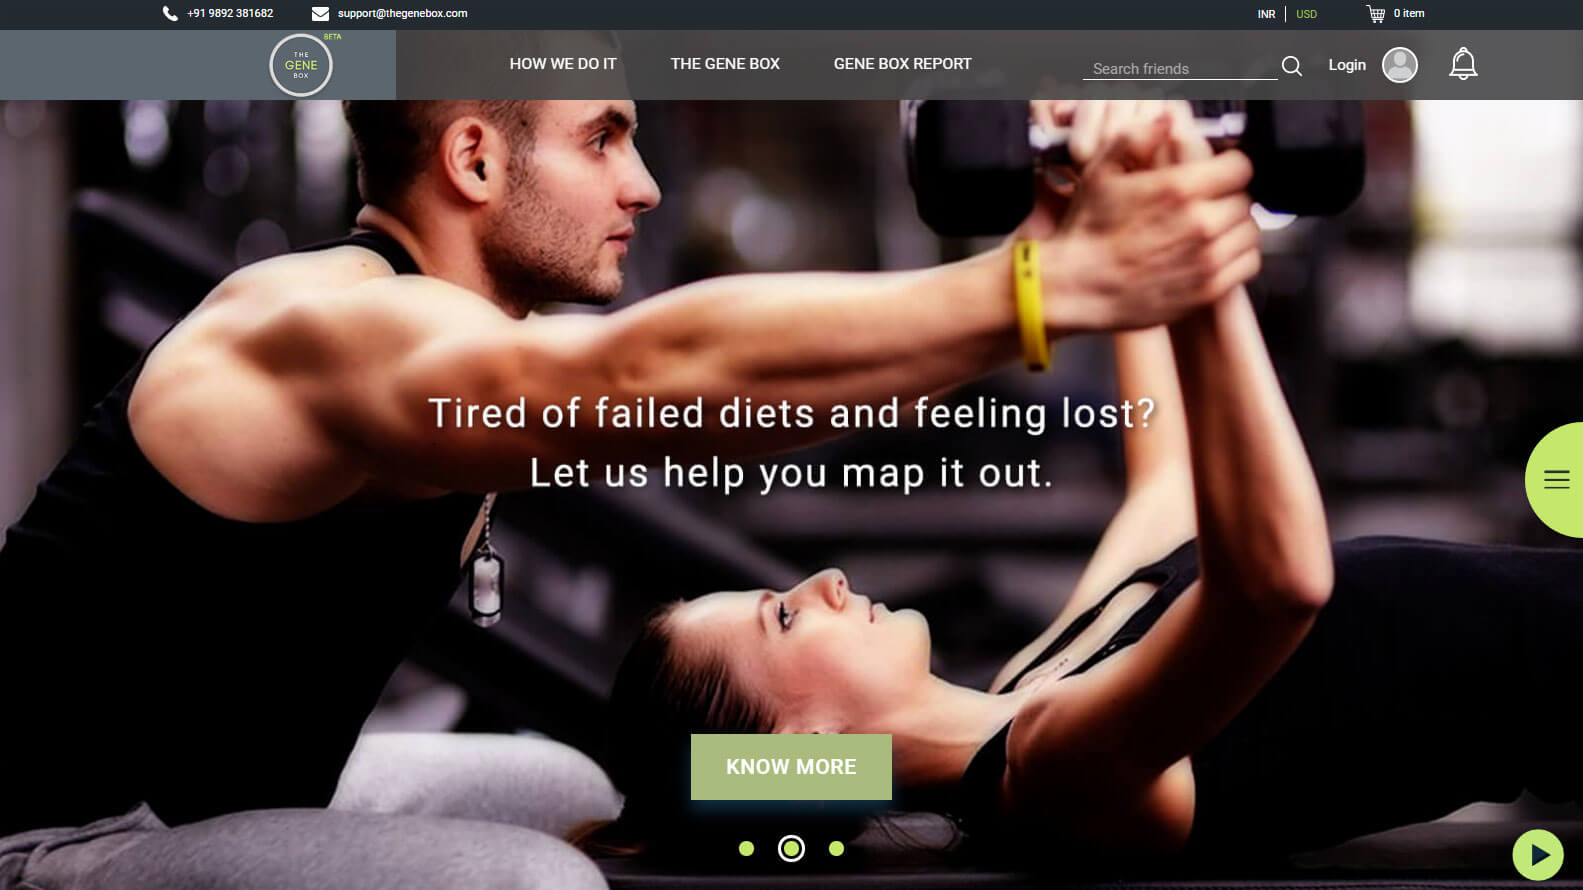 +91 9892 381682
support@thegenebox.com
INR
USD
0 item
BETA
THE
GENE
BOX
HOW WE DO IT
THE GENE BOX
GENE BOX REPORT
Search friends
Login
Tired of failed diets and feeling lost?
Let us help you map it out.
KNOW MORE